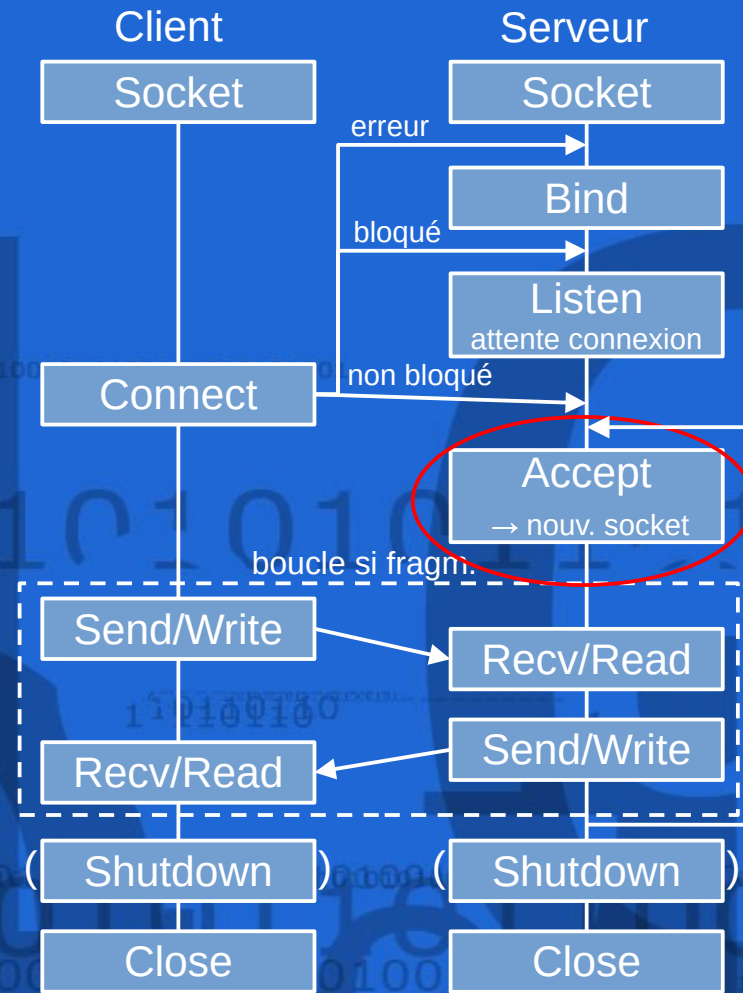 Client
Serveur
Socket
Socket
erreur
Bind
bloqué
Listen
attente connexion
non bloqué
Connect
Accept
→ nouv. socket
boucle si fragm.
Send/Write
Recv/Read
Send/Write
Recv/Read
( Shutdown )
( Shutdown )
Close
Close